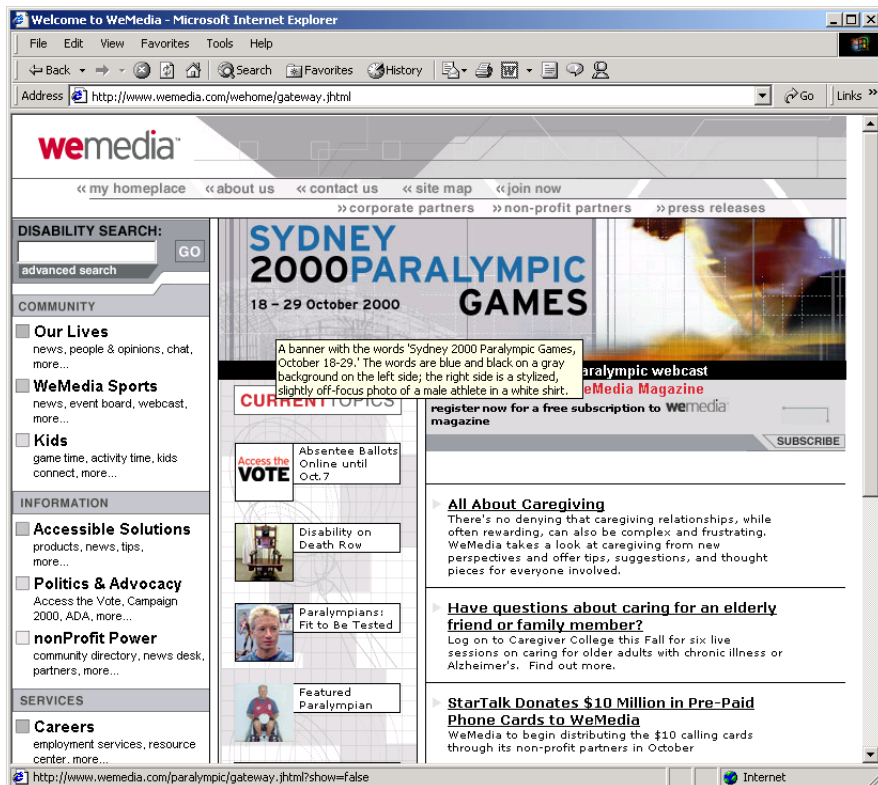 Welcome to WeMedia - Microsoft Internet Explorer
File Edit View Favorites Tools Help
Back Search Favorites History
Address http://www.wemedia.com/wehome/gateway.jhtml Go Links »
wemedia™
‹‹ my homeplace ‹‹ about us ‹‹ contact us ‹‹ site map ‹‹ join now
›› corporate partners ›› non-profit partners ›› press releases
DISABILITY SEARCH:
GO
advanced search
COMMUNITY
Our Lives
news, people & opinions, chat,
more...
WeMedia Sports
news, event board, webcast,
more...
Kids
game time, activity time, kids
connect, more...
INFORMATION
Accessible Solutions
products, news, tips,
more...
Politics & Advocacy
Access the Vote, Campaign
2000, ADA, more...
nonProfit Power
community directory, news desk,
partners, more...
SERVICES
Careers
employment services, resource
center, more...
SYDNEY
2000PARALYMPIC
18 – 29 October 2000 GAMES
A banner with the words 'Sydney 2000 Paralympic Games,
October 18-29.' The words are blue and black on a gray
background on the left side; the right side is a stylized,
slightly off-focus photo of a male athlete in a white shirt.
aralympic webcast
CURRENTTOPICS
Access the
VOTE
Absentee Ballots
Online until
Oct.7
Disability on
Death Row
Paralympians:
Fit to Be Tested
Featured
Paralympian
eMedia Magazine
register now for a free subscription to wemedia
magazine
SUBSCRIBE
All About Caregiving
There's no denying that caregiving relationships, while
often rewarding, can also be complex and frustrating.
WeMedia takes a look at caregiving from new
perspectives and offer tips, suggestions, and thought
pieces for everyone involved.
Have questions about caring for an elderly
friend or family member?
Log on to Caregiver College this Fall for six live
sessions on caring for older adults with chronic illness or
Alzheimer's. Find out more.
StarTalk Donates $10 Million in Pre-Paid
Phone Cards to WeMedia
WeMedia to begin distributing the $10 calling cards
through its non-profit partners in October
http://www.wemedia.com/paralympic/gateway.jhtml?show=false Internet